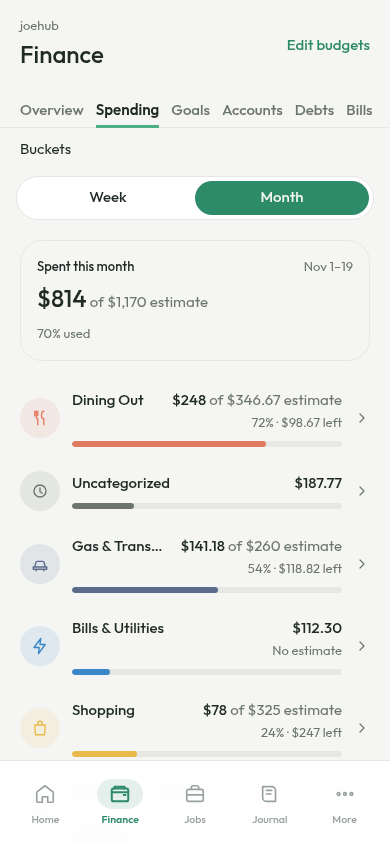 joehub
Finance
Edit budgets
Overview Spending Goals Accounts Debts Bills
Buckets
Week Month
Spent this month Nov 1–19
$814 of $1,170 estimate
70% used
Dining Out $248 of $346.67 estimate
72% · $98.67 left
Uncategorized $187.77
Gas & Trans... $141.18 of $260 estimate
54% · $118.82 left
Bills & Utilities $112.30
No estimate
Shopping $78 of $325 estimate
24% · $247 left
Home Finance Jobs Journal More